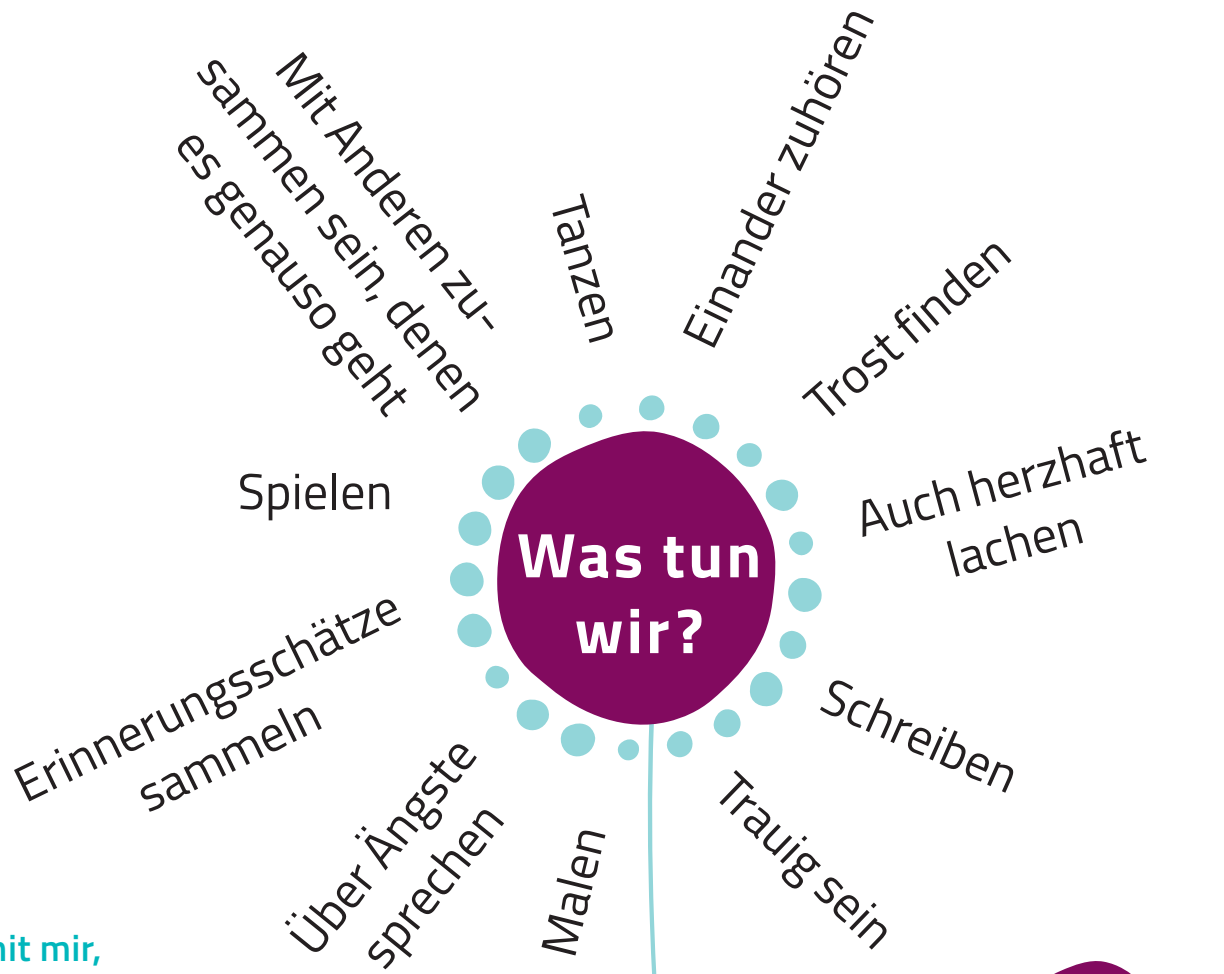 Was tun
wir?
Mit Anderen zu-
sammen sein, denen
es genauso geht
Tanzen
Einander zuhören
Trost finden
Auch herzhaft
lachen
Schreiben
Trauig sein
Malen
Über Ängste
sprechen
Erinnerungsschätze
sammeln
Spielen
mit mir,